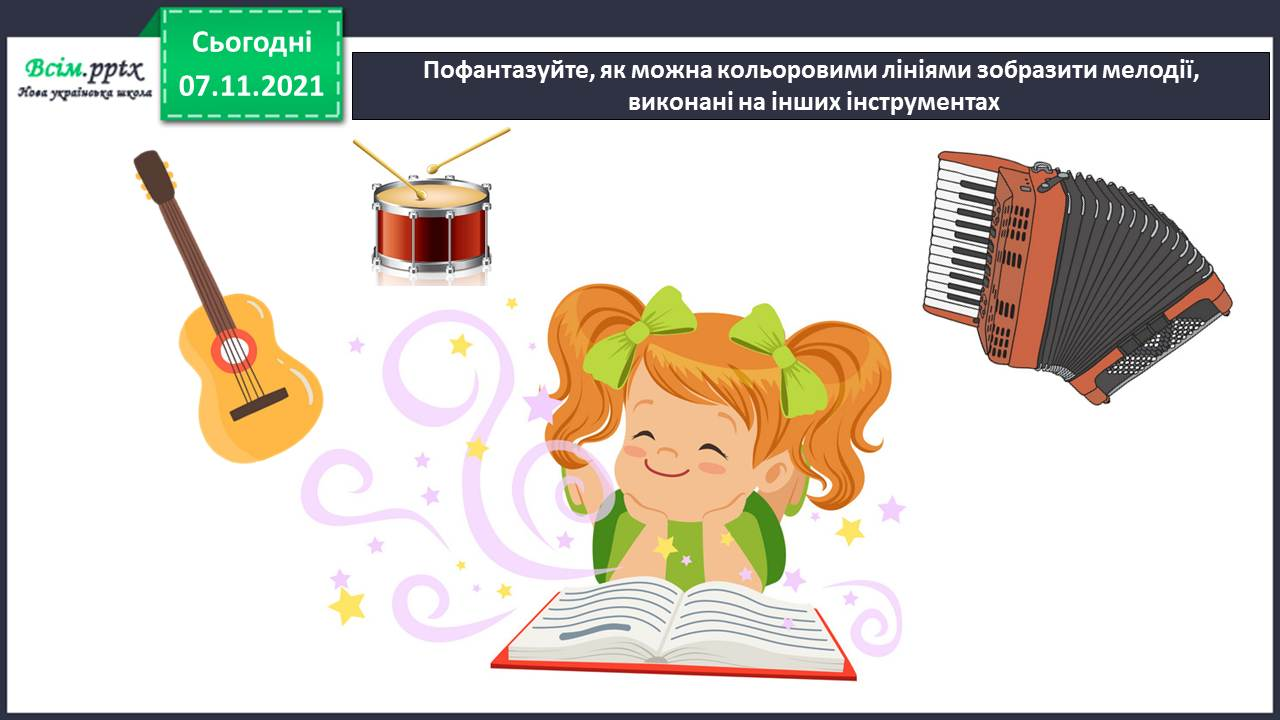 Всім.pptx
Нова українська школа
Сьогодні
07.11.2021
Пофантазуйте, як можна кольоровими лініями зобразити мелодії,
виконані на інших інструментах